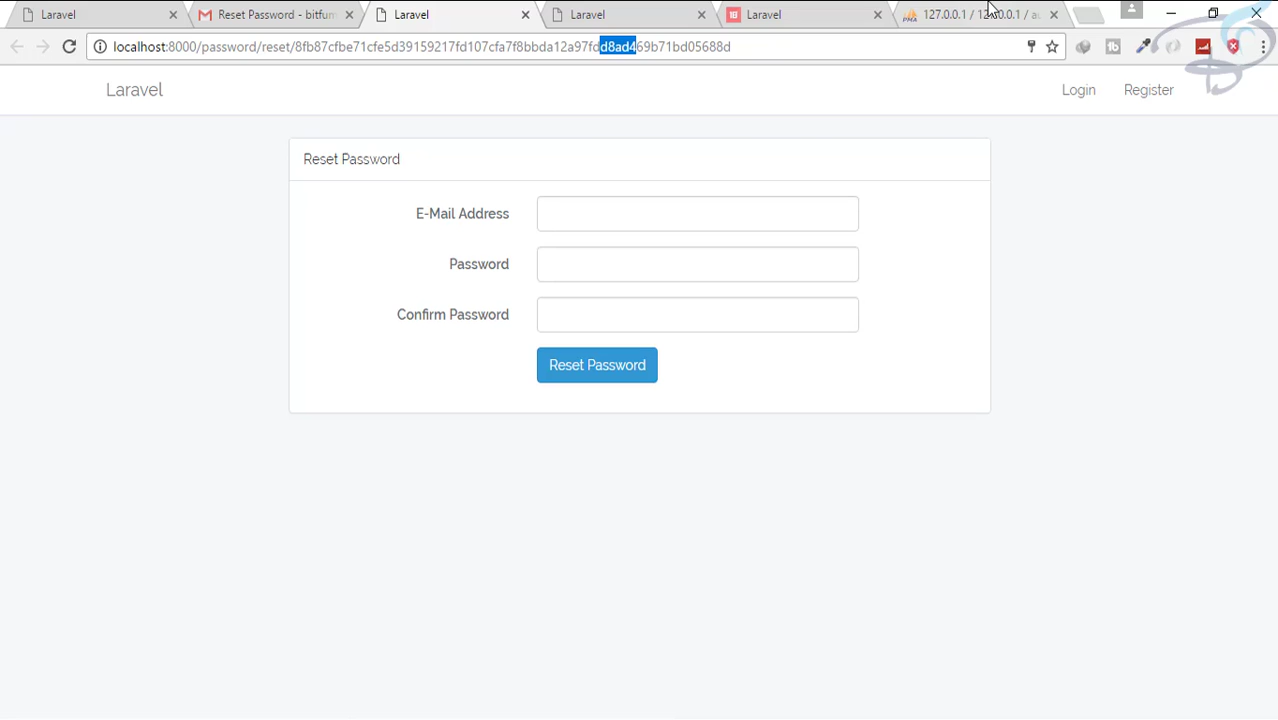 Laravel
Reset Password - bitfum
Laravel
Laravel
Laravel
127.0.0.1 / 127.0.0.1 / au
localhost:8000/password/reset/8fb87cfbe71cfe5d39159217fd107cfa7f8bbda12a97fdd8ad469b71bd05688d
Laravel
Login
Register
Reset Password
E-Mail Address
Password
Confirm Password
Reset Password